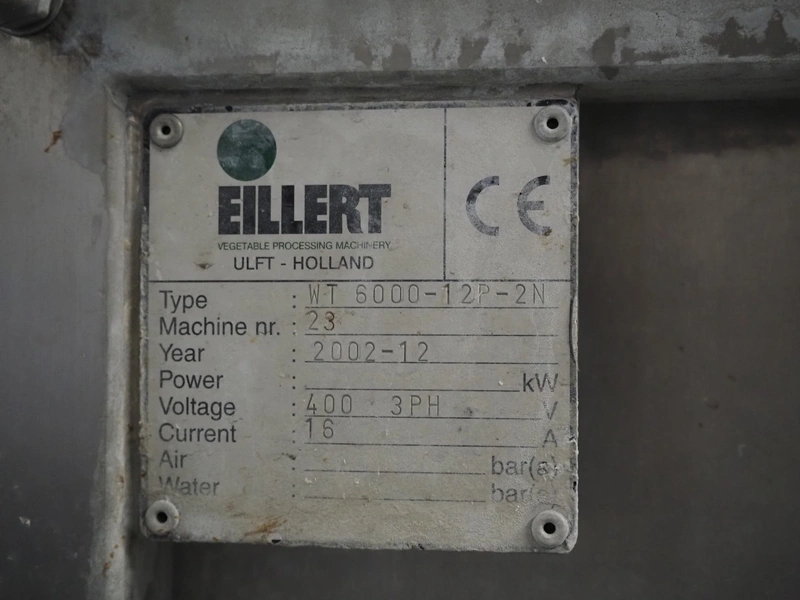 EILLERT
VEGETABLE PROCESSING MACHINERY
ULFT - HOLLAND
CE
Type : WT 6000-12P-2N
Machine nr. : 23
Year : 2002-12
Power : kW
Voltage : 400 3PH V
Current : 16 A
Air : bar(a)
Water : bar(a)